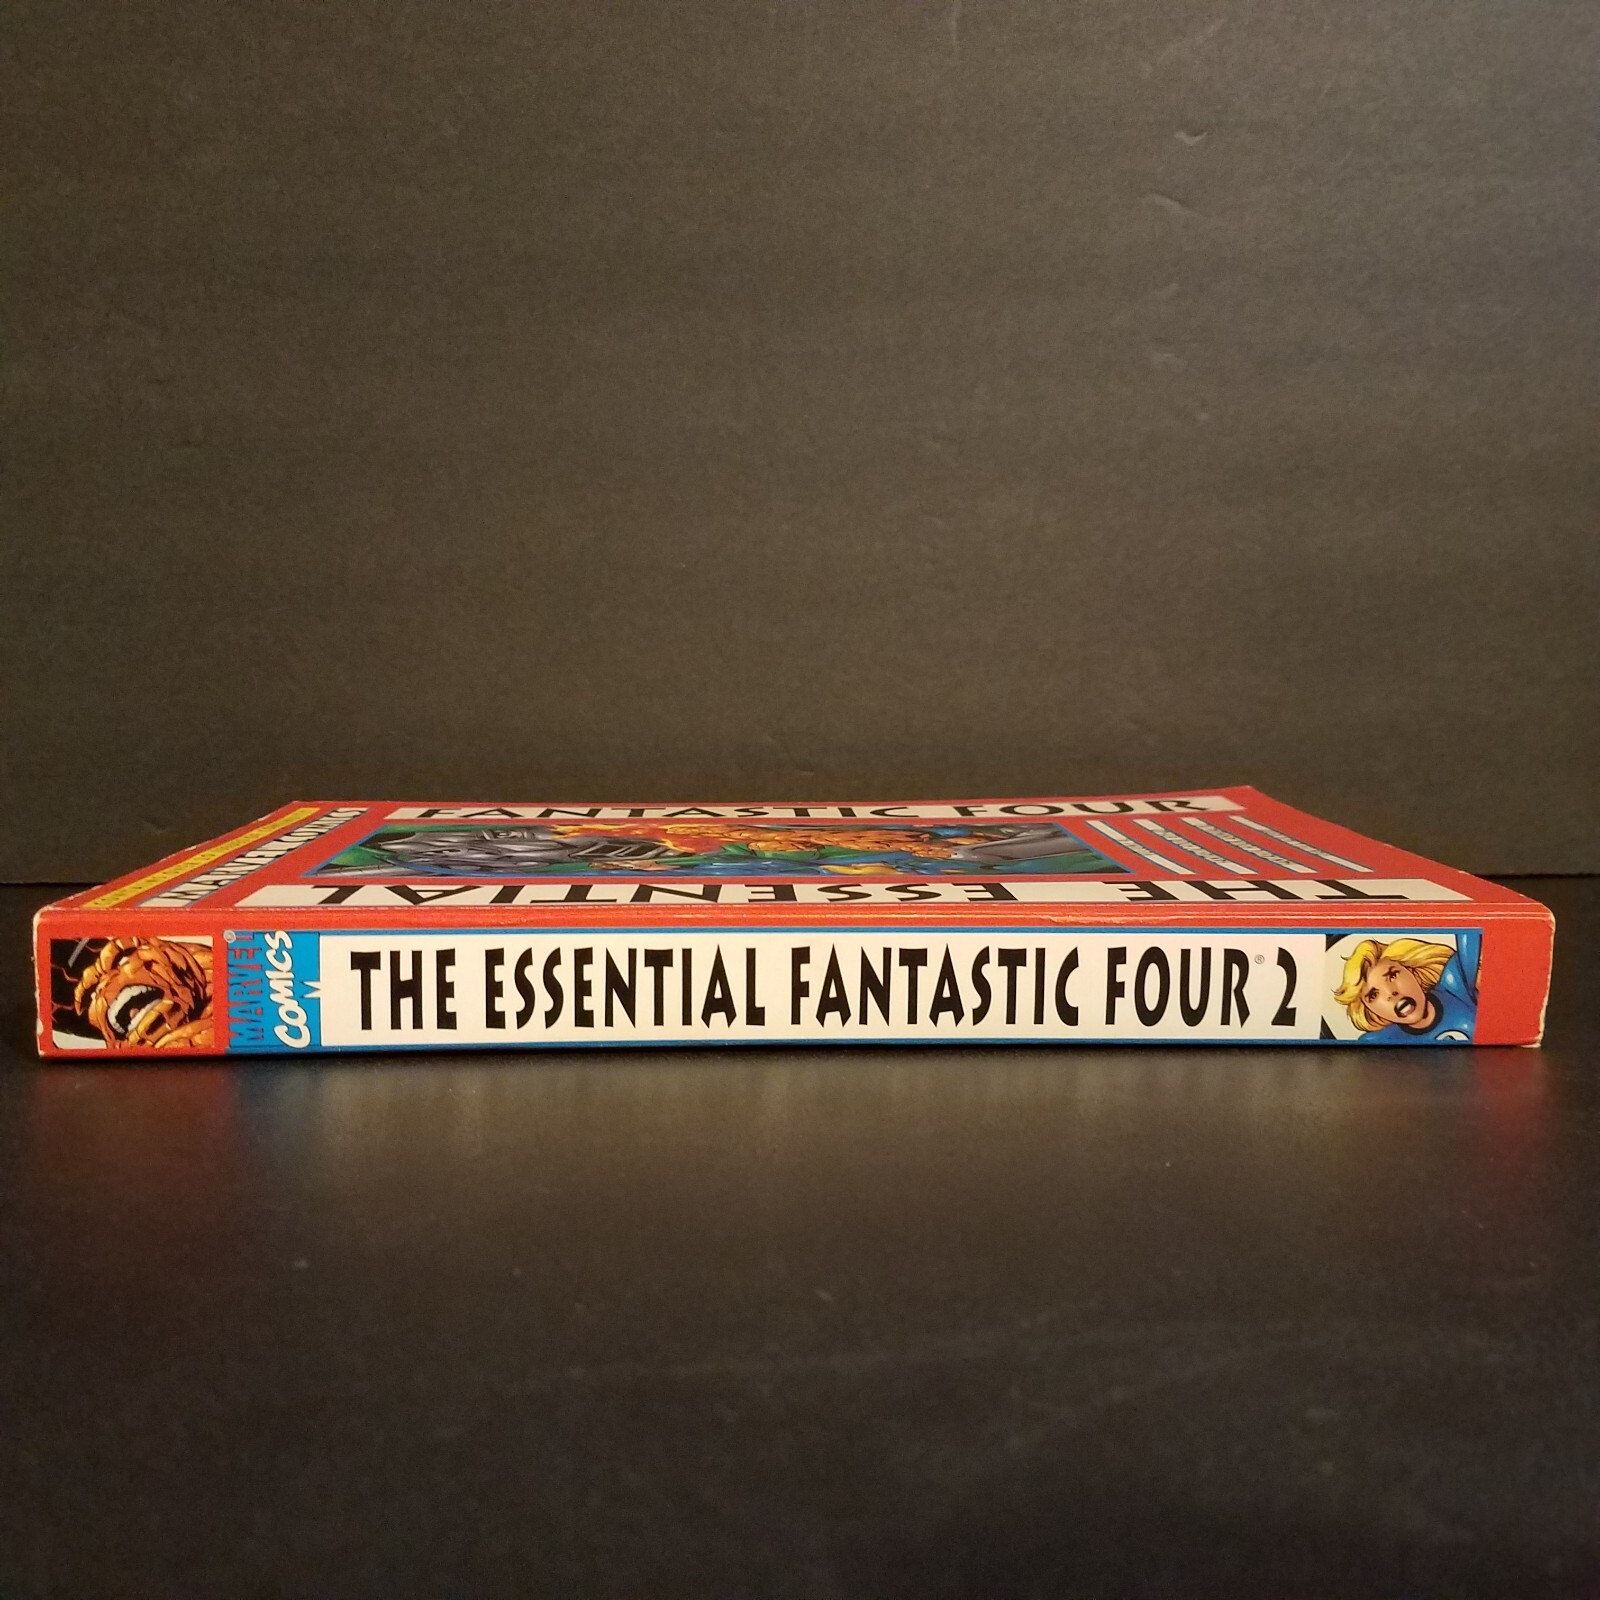 MARVEL®
COMICS
THE ESSENTIAL FANTASTIC FOUR® 2
THE ESSENTIAL
FANTASTIC FOUR